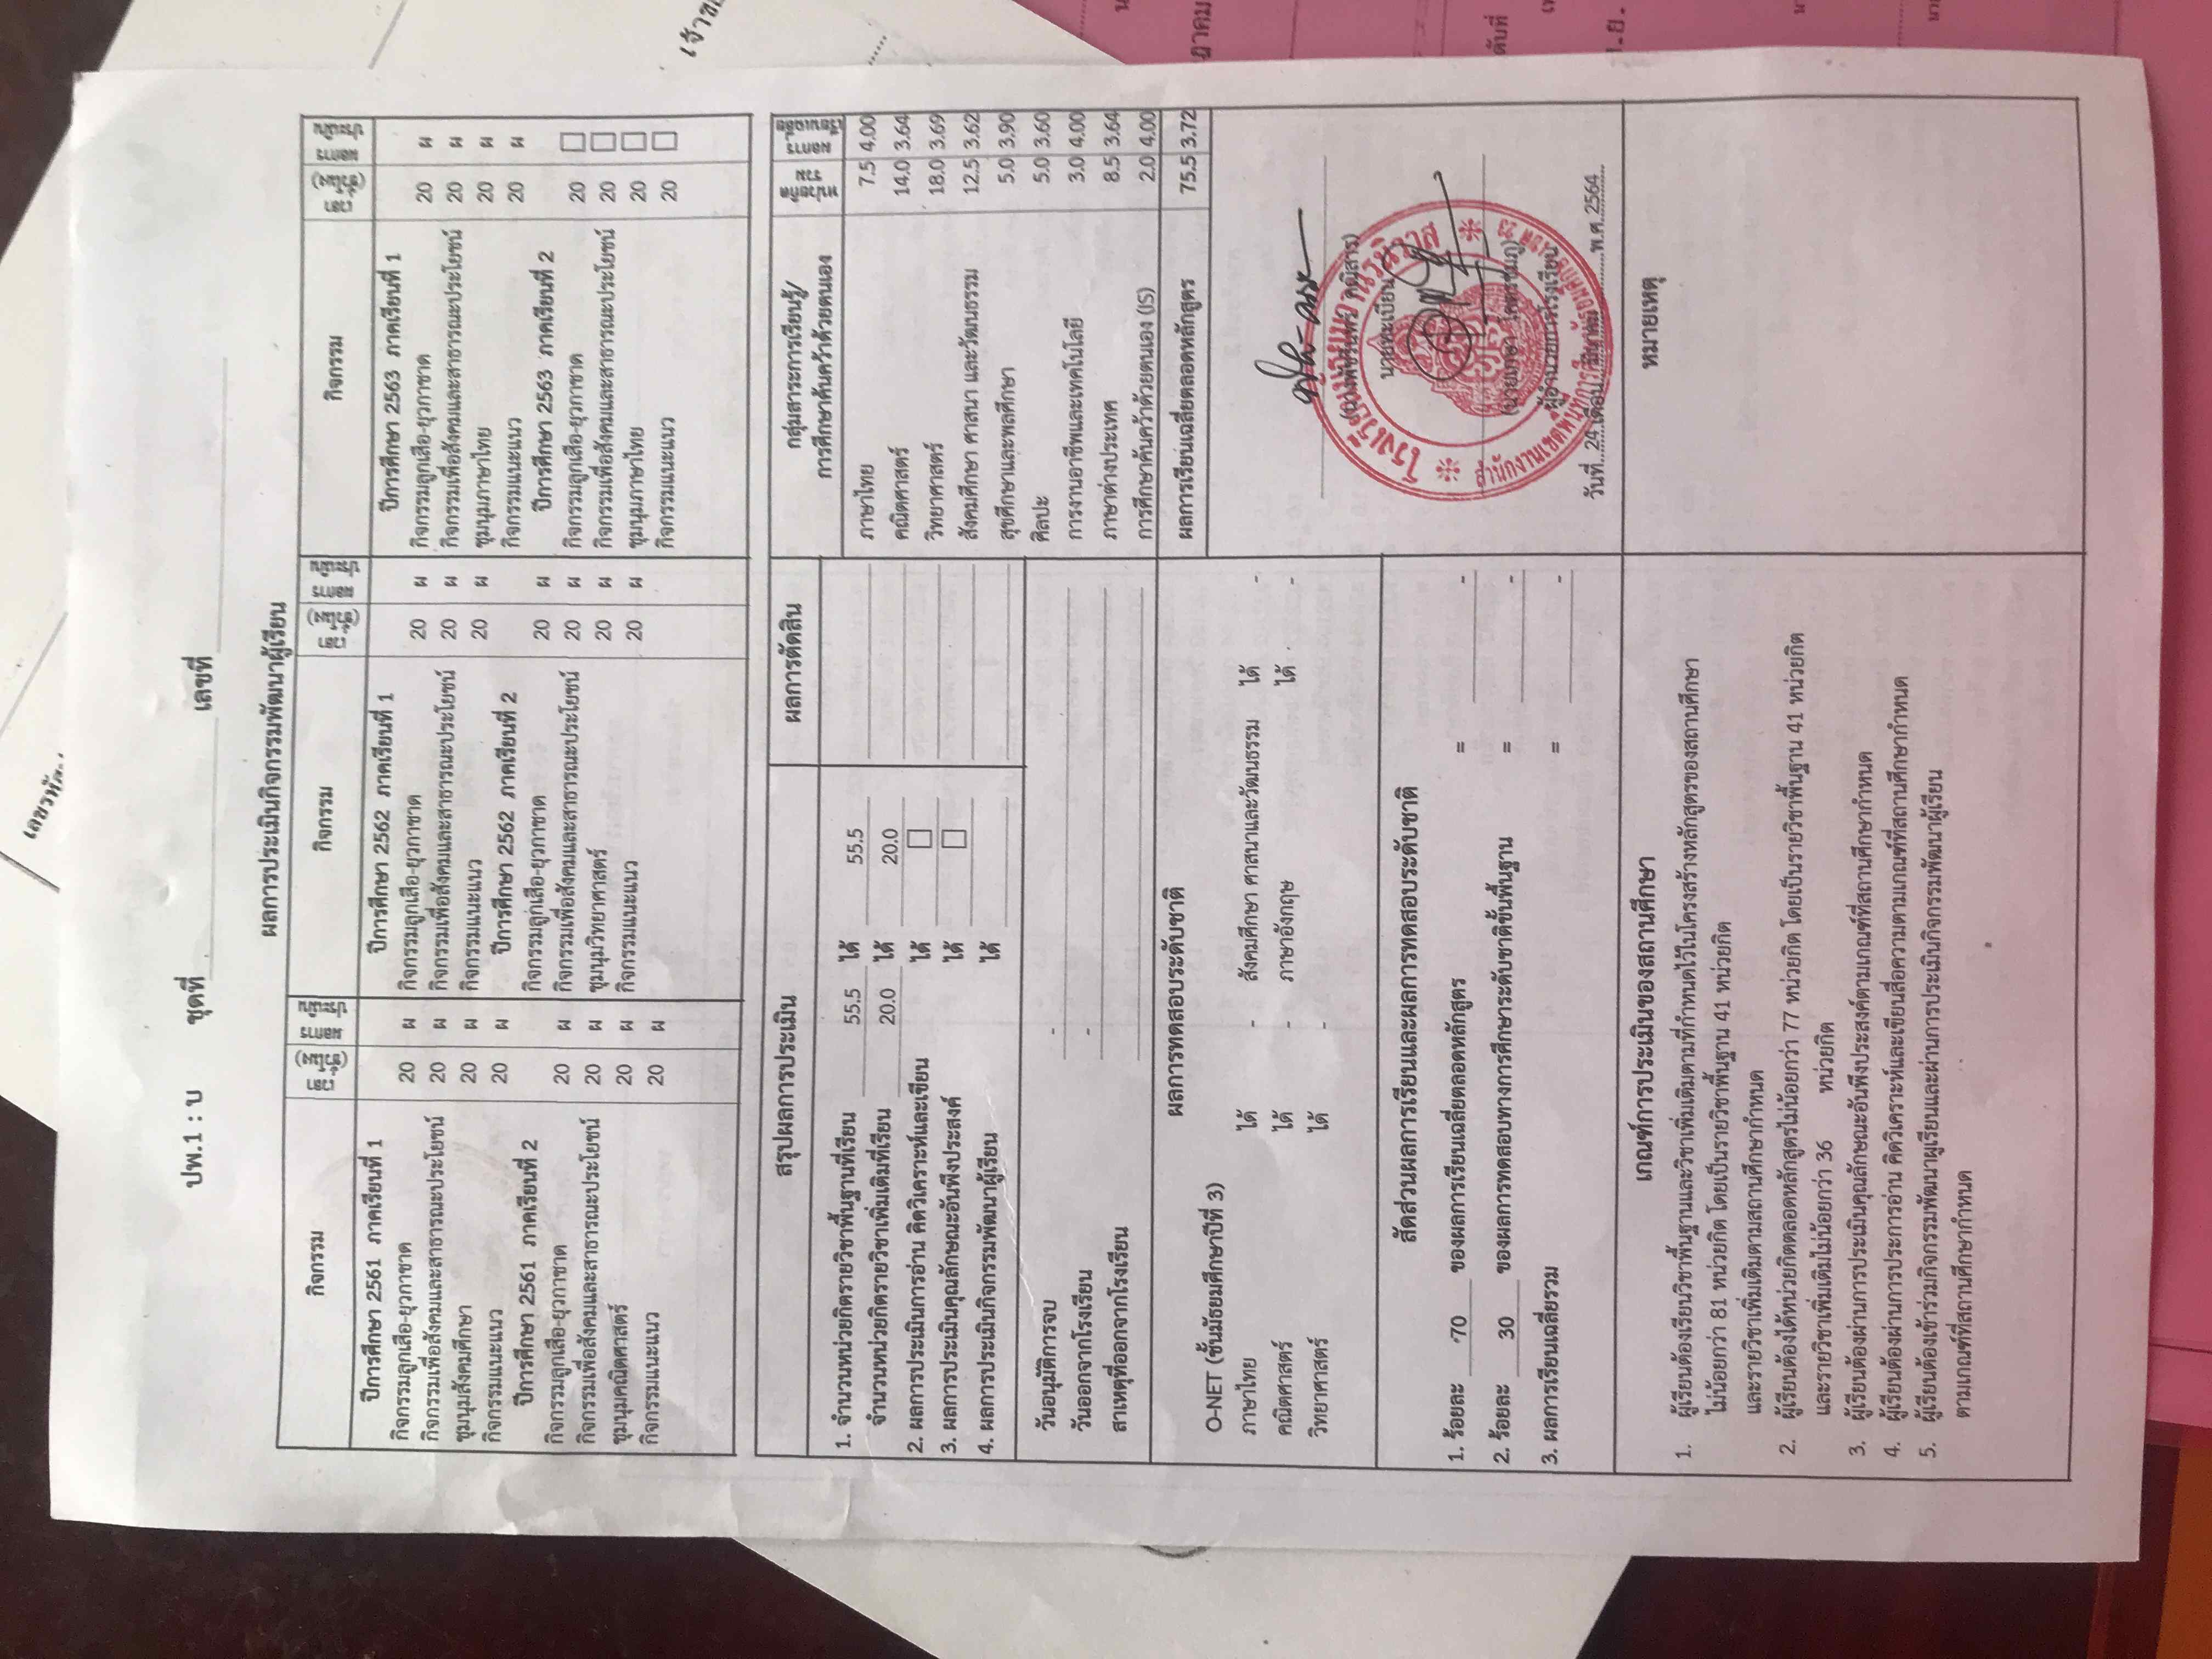 ปพ.1 : บ ชุดที่ เลขที่
ผลการประเมินกิจกรรมพัฒนาผู้เรียน
กิจกรรม เวลา (ชั่วโมง) ผลการประเมิน กิจกรรม เวลา (ชั่วโมง) ผลการประเมิน กิจกรรม เวลา (ชั่วโมง) ผลการประเมิน
ปีการศึกษา 2561 ภาคเรียนที่ 1
กิจกรรมลูกเสือ-ยุวกาชาด 20 ผ
กิจกรรมเพื่อสังคมและสาธารณะประโยชน์ 20 ผ
ชุมนุมสังคมศึกษา 20 ผ
กิจกรรมแนะแนว 20 ผ
ปีการศึกษา 2561 ภาคเรียนที่ 2
กิจกรรมลูกเสือ-ยุวกาชาด 20 ผ
กิจกรรมเพื่อสังคมและสาธารณะประโยชน์ 20 ผ
ชุมนุมคณิตศาสตร์ 20 ผ
กิจกรรมแนะแนว 20 ผ
ปีการศึกษา 2562 ภาคเรียนที่ 1
กิจกรรมลูกเสือ-ยุวกาชาด 20 ผ
กิจกรรมเพื่อสังคมและสาธารณะประโยชน์ 20 ผ
กิจกรรมแนะแนว 20 ผ
ปีการศึกษา 2562 ภาคเรียนที่ 2
กิจกรรมลูกเสือ-ยุวกาชาด 20 ผ
กิจกรรมเพื่อสังคมและสาธารณะประโยชน์ 20 ผ
ชุมนุมวิทยาศาสตร์ 20 ผ
กิจกรรมแนะแนว 20 ผ
ปีการศึกษา 2563 ภาคเรียนที่ 1
กิจกรรมลูกเสือ-ยุวกาชาด 20 ผ
กิจกรรมเพื่อสังคมและสาธารณะประโยชน์ 20 ผ
ชุมนุมภาษาไทย 20 ผ
กิจกรรมแนะแนว 20 ผ
ปีการศึกษา 2563 ภาคเรียนที่ 2
กิจกรรมลูกเสือ-ยุวกาชาด 20
กิจกรรมเพื่อสังคมและสาธารณะประโยชน์ 20
ชุมนุมภาษาไทย 20
กิจกรรมแนะแนว 20
สรุปผลการประเมิน ผลการตัดสิน
1. จำนวนหน่วยกิตรายวิชาพื้นฐานที่เรียน 55.5 ได้ 55.5
จำนวนหน่วยกิตรายวิชาเพิ่มเติมที่เรียน 20.0 ได้ 20.0
2. ผลการประเมินการอ่าน คิดวิเคราะห์และเขียน ได้
3. ผลการประเมินคุณลักษณะอันพึงประสงค์ ได้
4. ผลการประเมินกิจกรรมพัฒนาผู้เรียน ได้
วันอนุมัติการจบ -
วันออกจากโรงเรียน -
สาเหตุที่ออกจากโรงเรียน
กลุ่มสาระการเรียนรู้/ การศึกษาค้นคว้าด้วยตนเอง หน่วยกิตรวม ผลการเรียนเฉลี่ย
ภาษาไทย 7.5 4.00
คณิตศาสตร์ 14.0 3.64
วิทยาศาสตร์ 18.0 3.69
สังคมศึกษา ศาสนา และวัฒนธรรม 12.5 3.62
สุขศึกษาและพลศึกษา 5.0 3.90
ศิลปะ 5.0 3.60
การงานอาชีพและเทคโนโลยี 3.0 4.00
ภาษาต่างประเทศ 8.5 3.64
การศึกษาค้นคว้าด้วยตนเอง (IS) 2.0 4.00
ผลการเรียนเฉลี่ยตลอดหลักสูตร 75.5 3.72
ผลการทดสอบระดับชาติ
O-NET (ชั้นมัธยมศึกษาปีที่ 3)
ภาษาไทย ได้ - สังคมศึกษา ศาสนาและวัฒนธรรม ได้ -
คณิตศาสตร์ ได้ - ภาษาอังกฤษ ได้ -
วิทยาศาสตร์ ได้ -
สัดส่วนผลการเรียนและผลการทดสอบระดับชาติ
1. ร้อยละ 70 ของผลการเรียนเฉลี่ยตลอดหลักสูตร = -
2. ร้อยละ 30 ของผลการทดสอบทางการศึกษาระดับชาติขั้นพื้นฐาน = -
3. ผลการเรียนเฉลี่ยรวม = -
นายทะเบียน
ผู้อำนวยการโรงเรียน
วันที่ 24 เดือน มีนาคม พ.ศ. 2564
เกณฑ์การประเมินของสถานศึกษา
1. ผู้เรียนต้องเรียนวิชาพื้นฐานและวิชาเพิ่มเติมตามที่กำหนดไว้ในโครงสร้างหลักสูตรของสถานศึกษา
ไม่น้อยกว่า 81 หน่วยกิต โดยเป็นรายวิชาพื้นฐาน 41 หน่วยกิต
และรายวิชาเพิ่มเติมตามสถานศึกษากำหนด
2. ผู้เรียนต้องได้หน่วยกิตตลอดหลักสูตรไม่น้อยกว่า 77 หน่วยกิต โดยเป็นรายวิชาพื้นฐาน 41 หน่วยกิต
และรายวิชาเพิ่มเติมไม่น้อยกว่า 36 หน่วยกิต
3. ผู้เรียนต้องผ่านการประเมินคุณลักษณะอันพึงประสงค์ตามเกณฑ์ที่สถานศึกษากำหนด
4. ผู้เรียนต้องผ่านการประการอ่าน คิดวิเคราะห์และเขียนสื่อความตามเกณฑ์ที่สถานศึกษากำหนด
5. ผู้เรียนต้องเข้าร่วมกิจกรรมพัฒนาผู้เรียนและผ่านการประเมินกิจกรรมพัฒนาผู้เรียน
ตามเกณฑ์ที่สถานศึกษากำหนด
หมายเหตุ